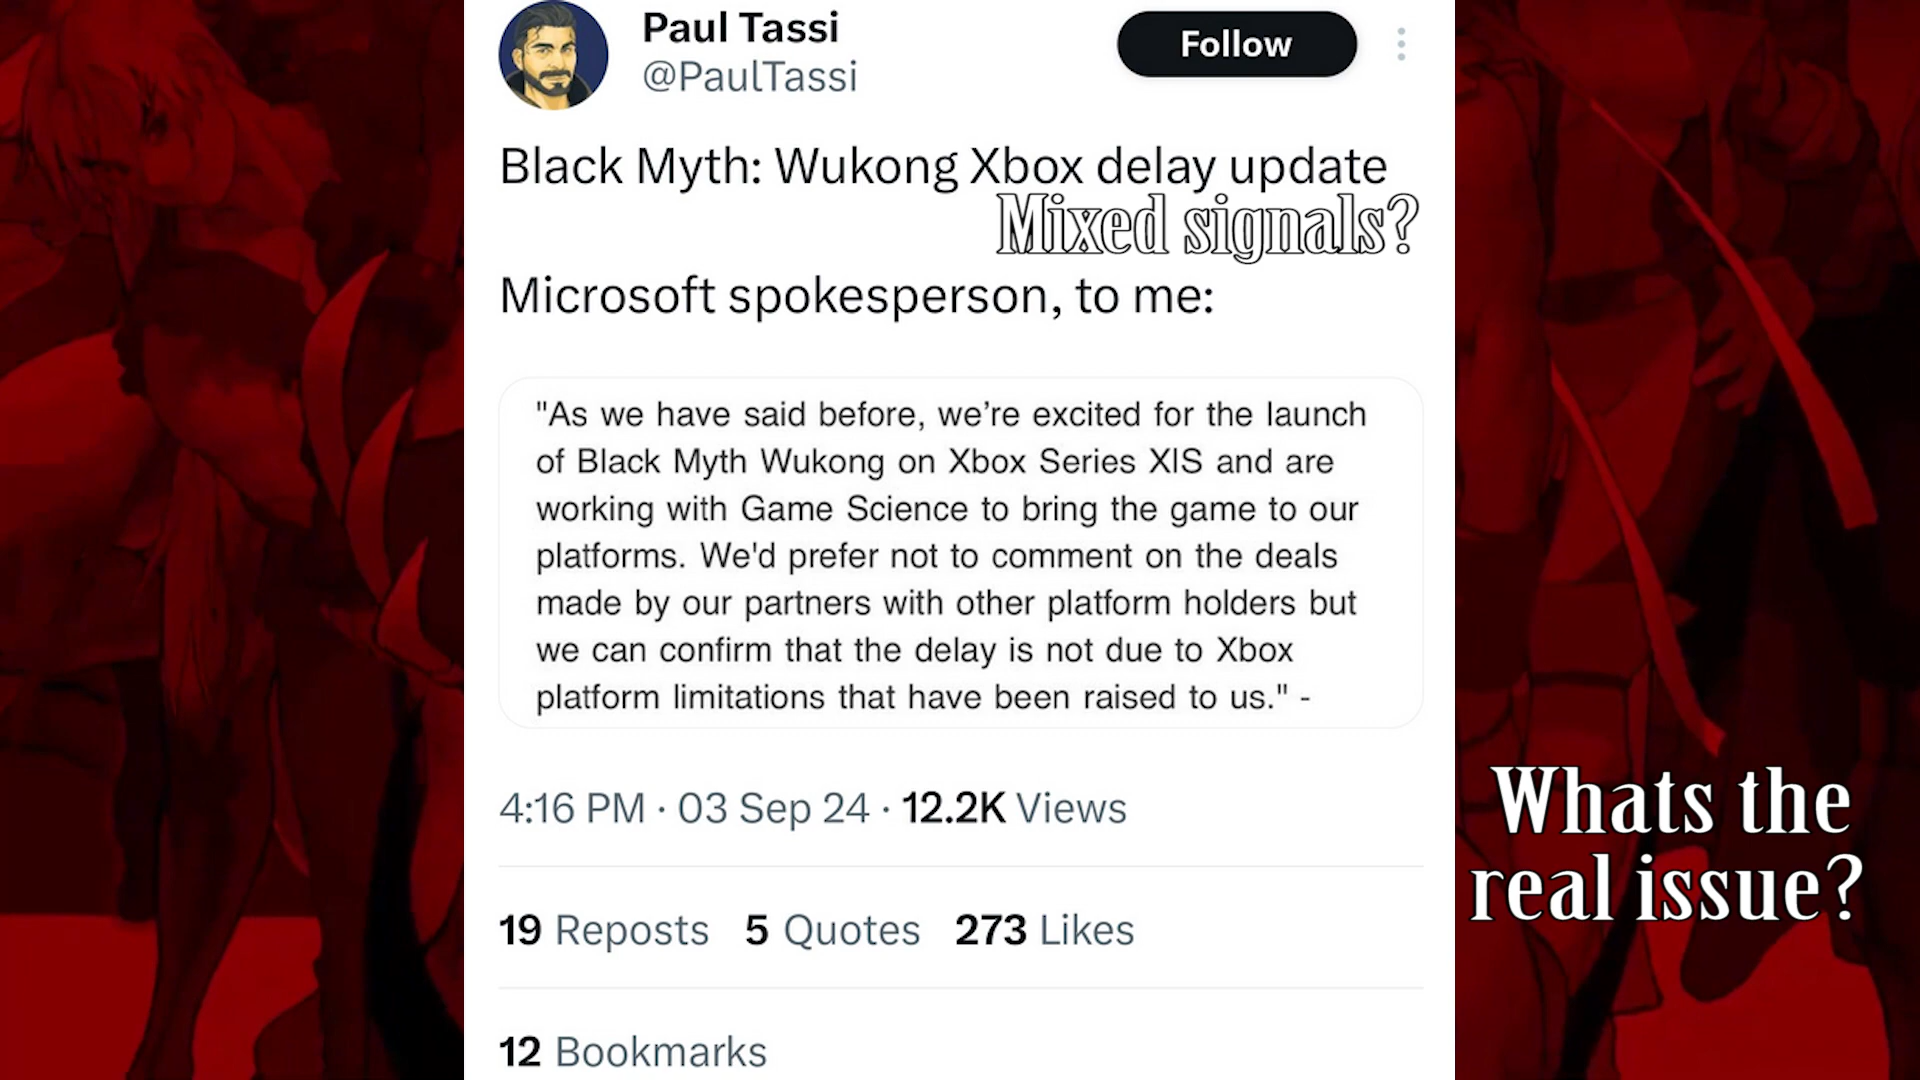 Paul Tassi
@PaulTassi
Follow
Black Myth: Wukong Xbox delay update
Mixed signals?
Microsoft spokesperson, to me:
"As we have said before, we’re excited for the launch
of Black Myth Wukong on Xbox Series XIS and are
working with Game Science to bring the game to our
platforms. We'd prefer not to comment on the deals
made by our partners with other platform holders but
we can confirm that the delay is not due to Xbox
platform limitations that have been raised to us." -
4:16 PM · 03 Sep 24 · 12.2K Views
Whats the
real issue?
19 Reposts 5 Quotes 273 Likes
12 Bookmarks